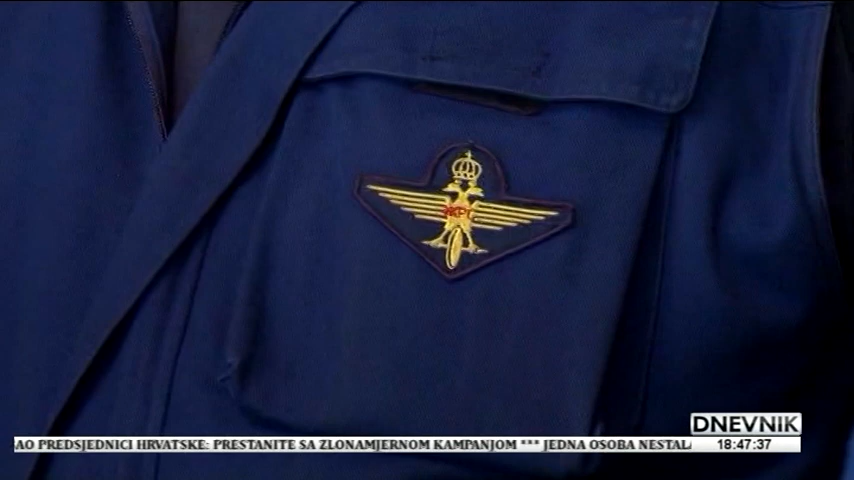 DNEVNIK
AO PREDSJEDNICI HRVATSKE: PRESTANITE SA ZLONAMJERNOM KAMPANJOM *** JEDNA OSOBA NESTAL
18:47:37